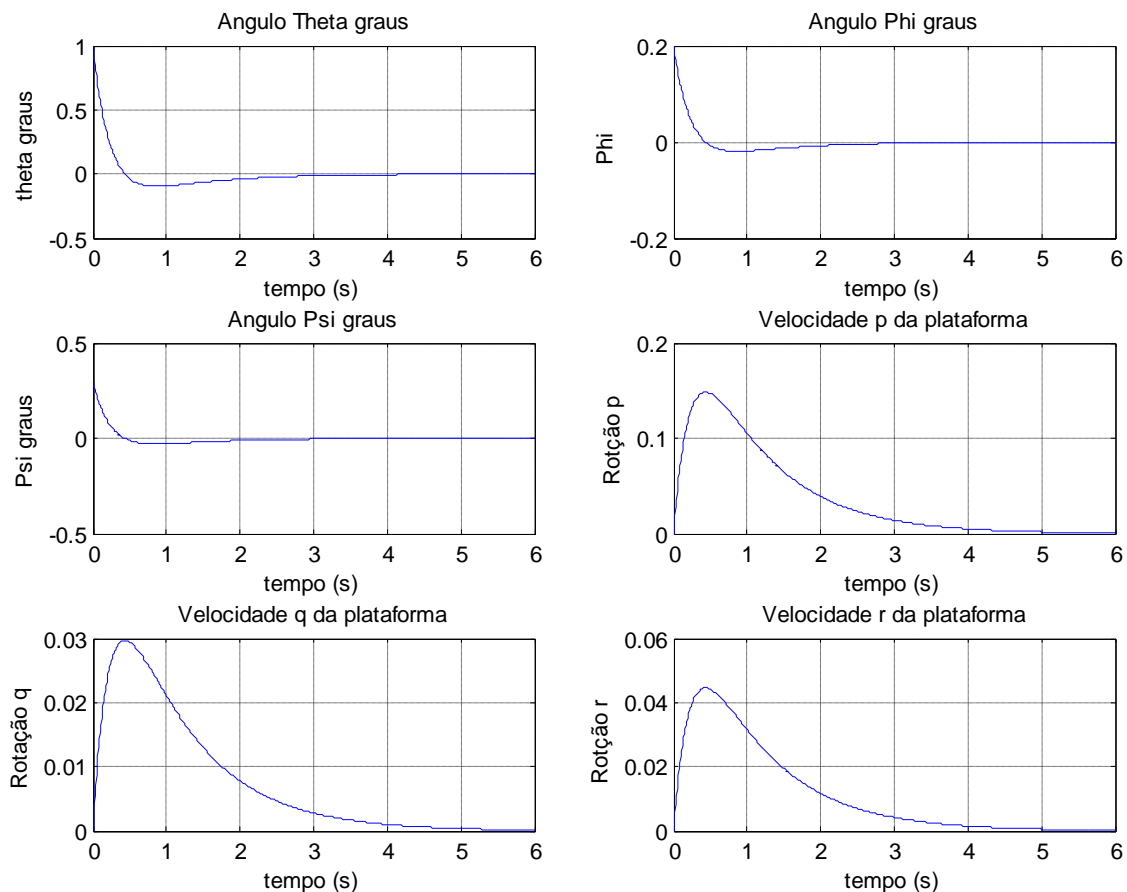 Angulo Theta graus
1
0.5
0
-0.5
theta graus
0 1 2 3 4 5 6
tempo (s)
Angulo Phi graus
0.2
0
-0.2
Phi
0 1 2 3 4 5 6
tempo (s)
Angulo Psi graus
0.5
0
-0.5
Psi graus
0 1 2 3 4 5 6
tempo (s)
Velocidade p da plataforma
0.2
0.1
0
Rotção p
0 1 2 3 4 5 6
tempo (s)
Velocidade q da plataforma
0.03
0.02
0.01
0
Rotação q
0 1 2 3 4 5 6
tempo (s)
Velocidade r da plataforma
0.06
0.04
0.02
0
Rotção r
0 1 2 3 4 5 6
tempo (s)